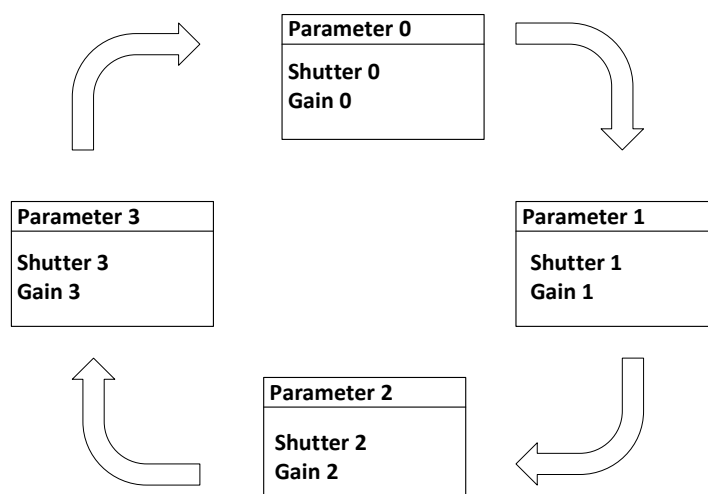 Parameter 0
Shutter 0
Gain 0
Parameter 3
Shutter 3
Gain 3
Parameter 1
Shutter 1
Gain 1
Parameter 2
Shutter 2
Gain 2